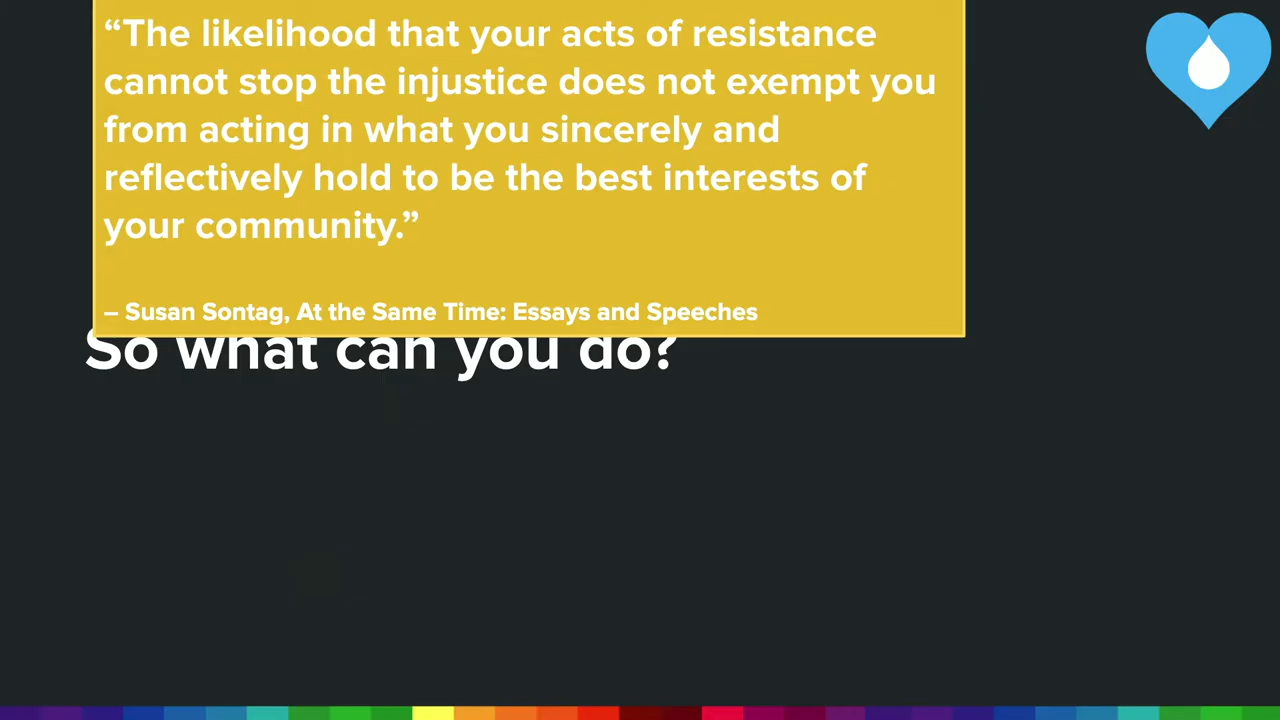 “The likelihood that your acts of resistance
cannot stop the injustice does not exempt you
from acting in what you sincerely and
reflectively hold to be the best interests of
your community.”
– Susan Sontag, At the Same Time: Essays and Speeches
So what can you do?